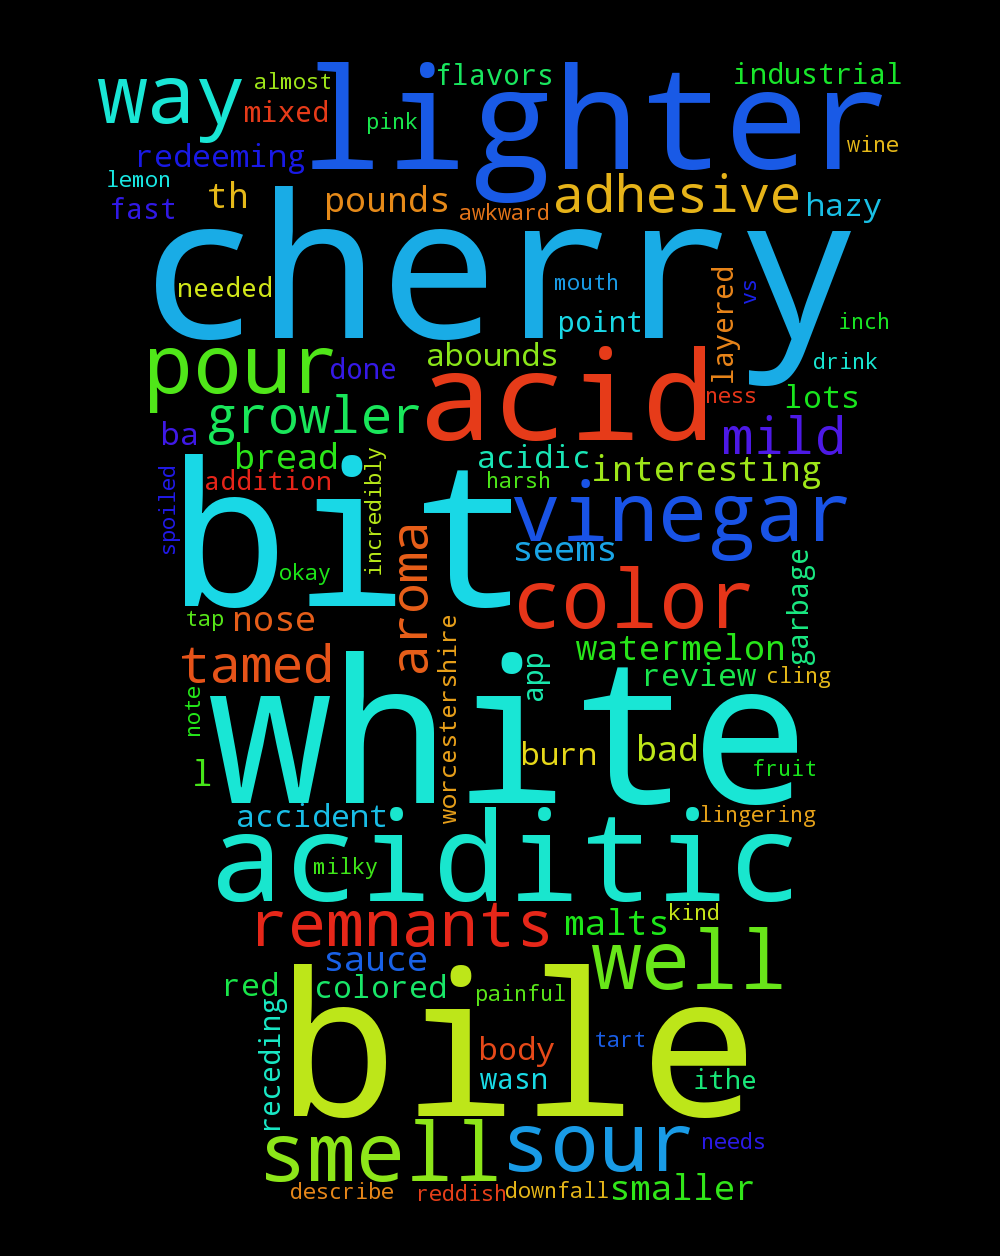 way
almost
lighter
flavors
industrial
mixed
pink
wine
redeeming
lemon
fast
th
pounds
awkward
adhesive
hazy
cherry
needed
mouth
vs
layered
point
inch
pour
done
abounds
acid
drink
ness
lots
growler
mild
ba
bread
incredibly
acidic
interesting
spoiled
addition
harsh
bit
vinegar
okay
aroma
seems
color
garbage
tap
nose
worcestershire
watermelon
tamed
app
review
cling
note
white
l
burn
bad
fruit
accident
lingering
aciditic
milky
remnants
malts
kind
sauce
well
red
colored
painful
receding
bile
body
tart
wasn
ithe
smell
sour
needs
describe
reddish
downfall
smaller